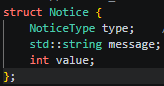 struct Notice {
NoticeType type; /
std::string message;
int value;
};